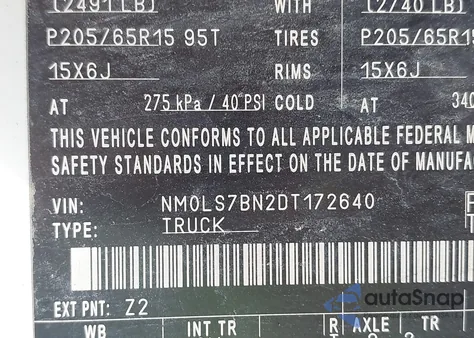 (2491 LB) WITH (2740 LB)
P205/65R15 95T TIRES P205/65R15
15X6J RIMS 15X6J
AT 275 kPa / 40 PSI COLD AT 340
THIS VEHICLE CONFORMS TO ALL APPLICABLE FEDERAL
SAFETY STANDARDS IN EFFECT ON THE DATE OF MANUFA
VIN: NM0LS7BN2DT172640
TYPE: TRUCK
EXT PNT: Z2
WB INT TR R AXLE TR
autoSnap